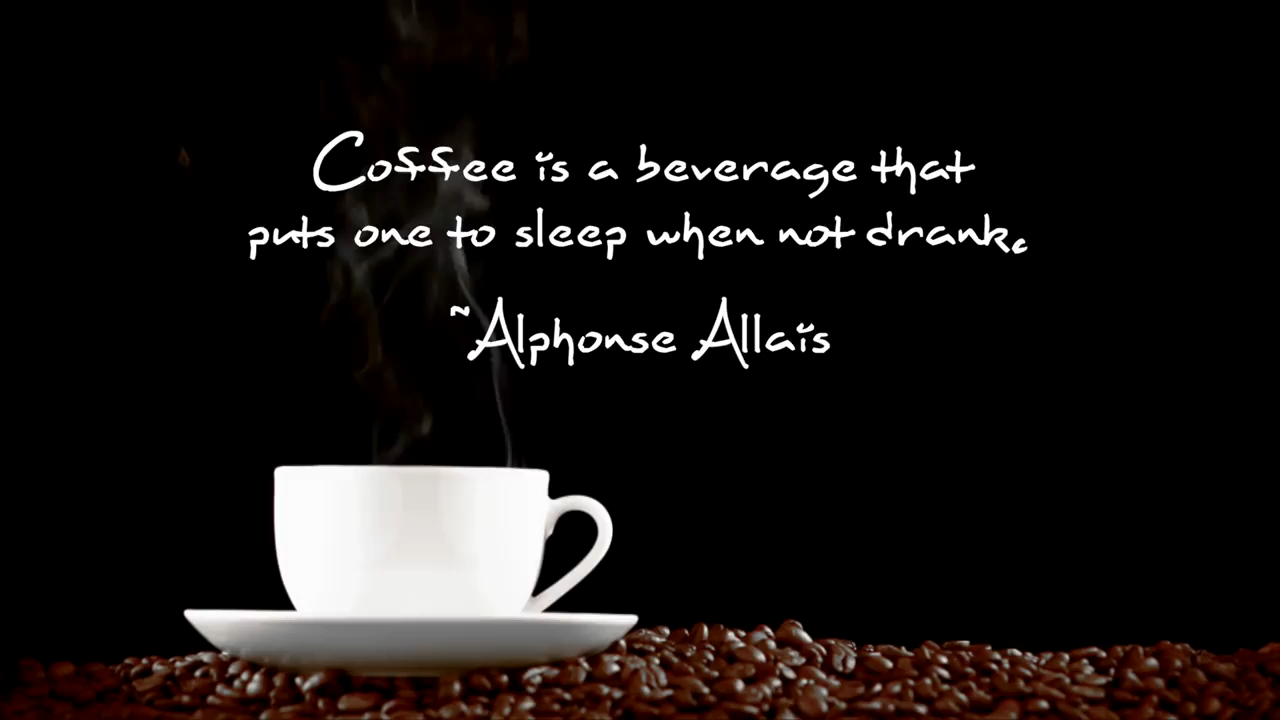 Coffee is a beverage that
puts one to sleep when not drank.
~Alphonse Allais